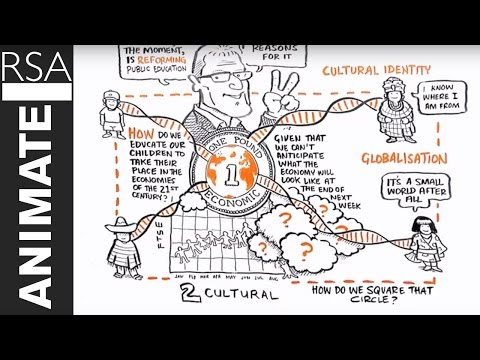 RSA
ANIMATE
THE MOMENT,
IS REFORMING
PUBLIC EDUCATION
REASONS
FOR IT
CULTURAL IDENTITY
I KNOW
WHERE I
AM FROM
HOW DO WE
EDUCATE OUR
CHILDREN TO
TAKE THEIR
PLACE IN THE
ECONOMIES
OF THE 21ST
CENTURY?
ONE POUND
1
ECONOMIC
GIVEN THAT
WE CAN'T
ANTICIPATE
WHAT THE
ECONOMY WILL
LOOK LIKE AT
THE END OF
NEXT
WEEK
GLOBALISATION
IT'S A SMALL
WORLD AFTER
ALL
FTSE
JAN FEB MAR APR MAY JUN JUL AUG
? ? ? ? ?
2 CULTURAL
HOW DO WE SQUARE THAT
CIRCLE?